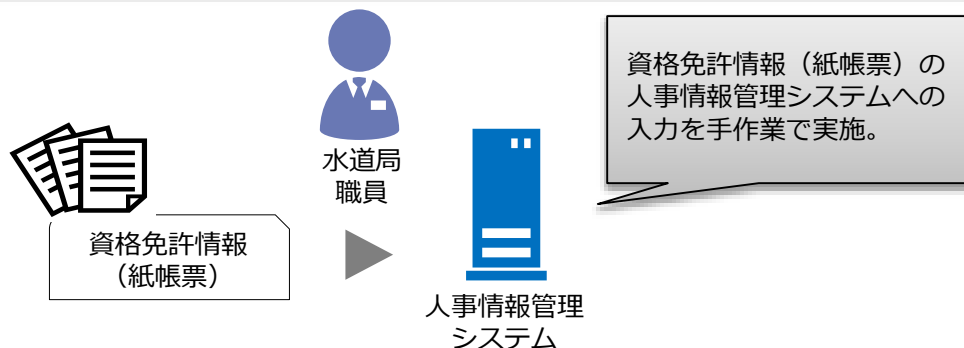 資格免許情報（紙帳票）の
人事情報管理システムへの
入力を手作業で実施。
水道局
職員
資格免許情報
（紙帳票）
人事情報管理
システム